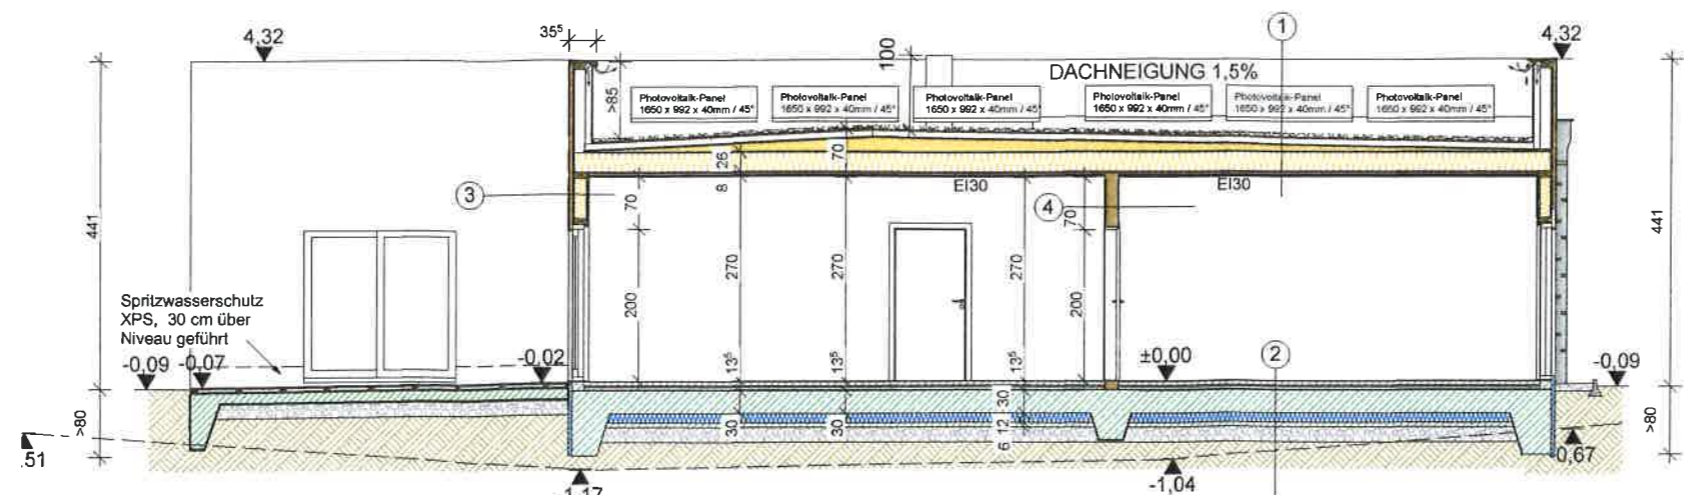 4,32
35⁵
1
4,32
100
DACHNEIGUNG 1,5%
>85
Photovoltaik-Panel
1650 x 992 x 40mm / 45°
Photovoltaik-Panel
1650 x 992 x 40mm / 45°
Photovoltaik-Panel
1650 x 992 x 40mm / 45°
Photovoltaik-Panel
1650 x 992 x 40mm / 45°
Photovoltaik-Panel
1650 x 992 x 40mm / 45°
Photovoltaik-Panel
1650 x 992 x 40mm / 45°
26
70
8
EI30
EI30
3
4
70
70
441
441
270
270
270
200
200
Spritzwasserschutz
XPS, 30 cm über
Niveau geführt
-0,09
-0,07
-0,02
13⁵
13⁵
13⁵
±0,00
2
-0,09
>80
30
30
30
12
6
>80
.51
-1,17
-1,04
0,67